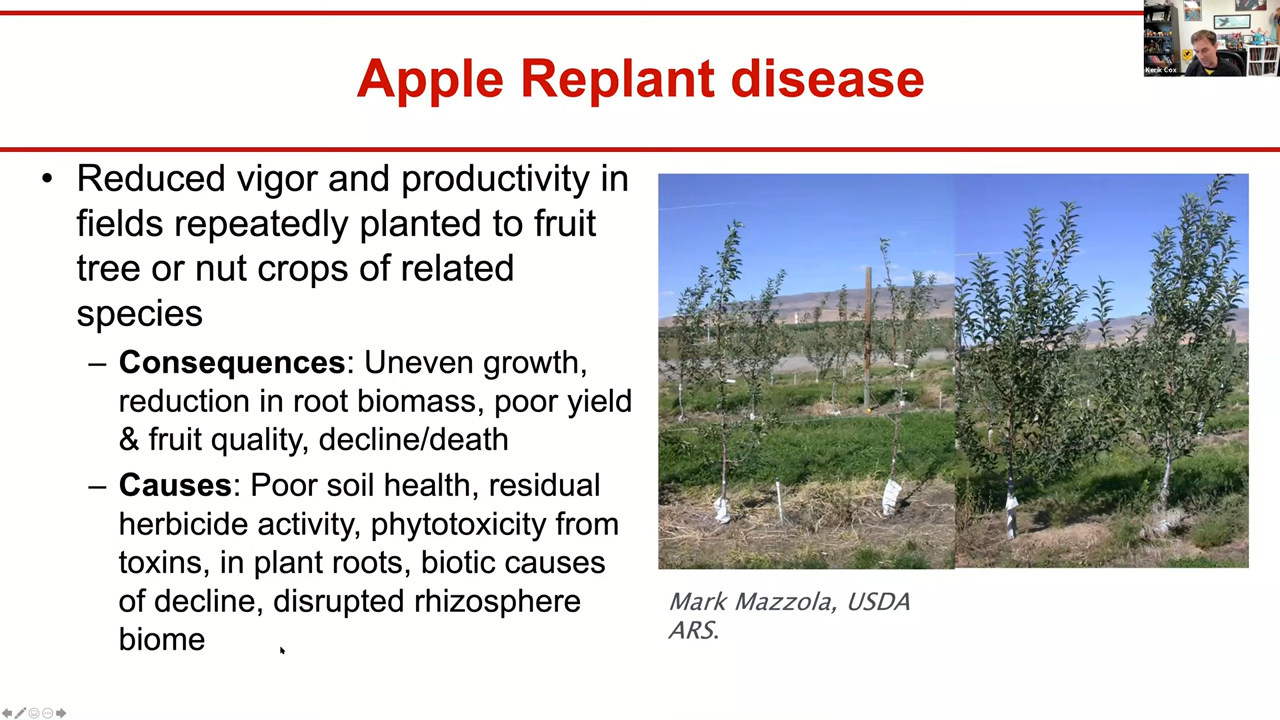 Apple Replant disease
• Reduced vigor and productivity in
fields repeatedly planted to fruit
tree or nut crops of related
species
– Consequences: Uneven growth,
reduction in root biomass, poor yield
& fruit quality, decline/death
– Causes: Poor soil health, residual
herbicide activity, phytotoxicity from
toxins, in plant roots, biotic causes
of decline, disrupted rhizosphere
biome
Mark Mazzola, USDA
ARS.
Kerik Cox